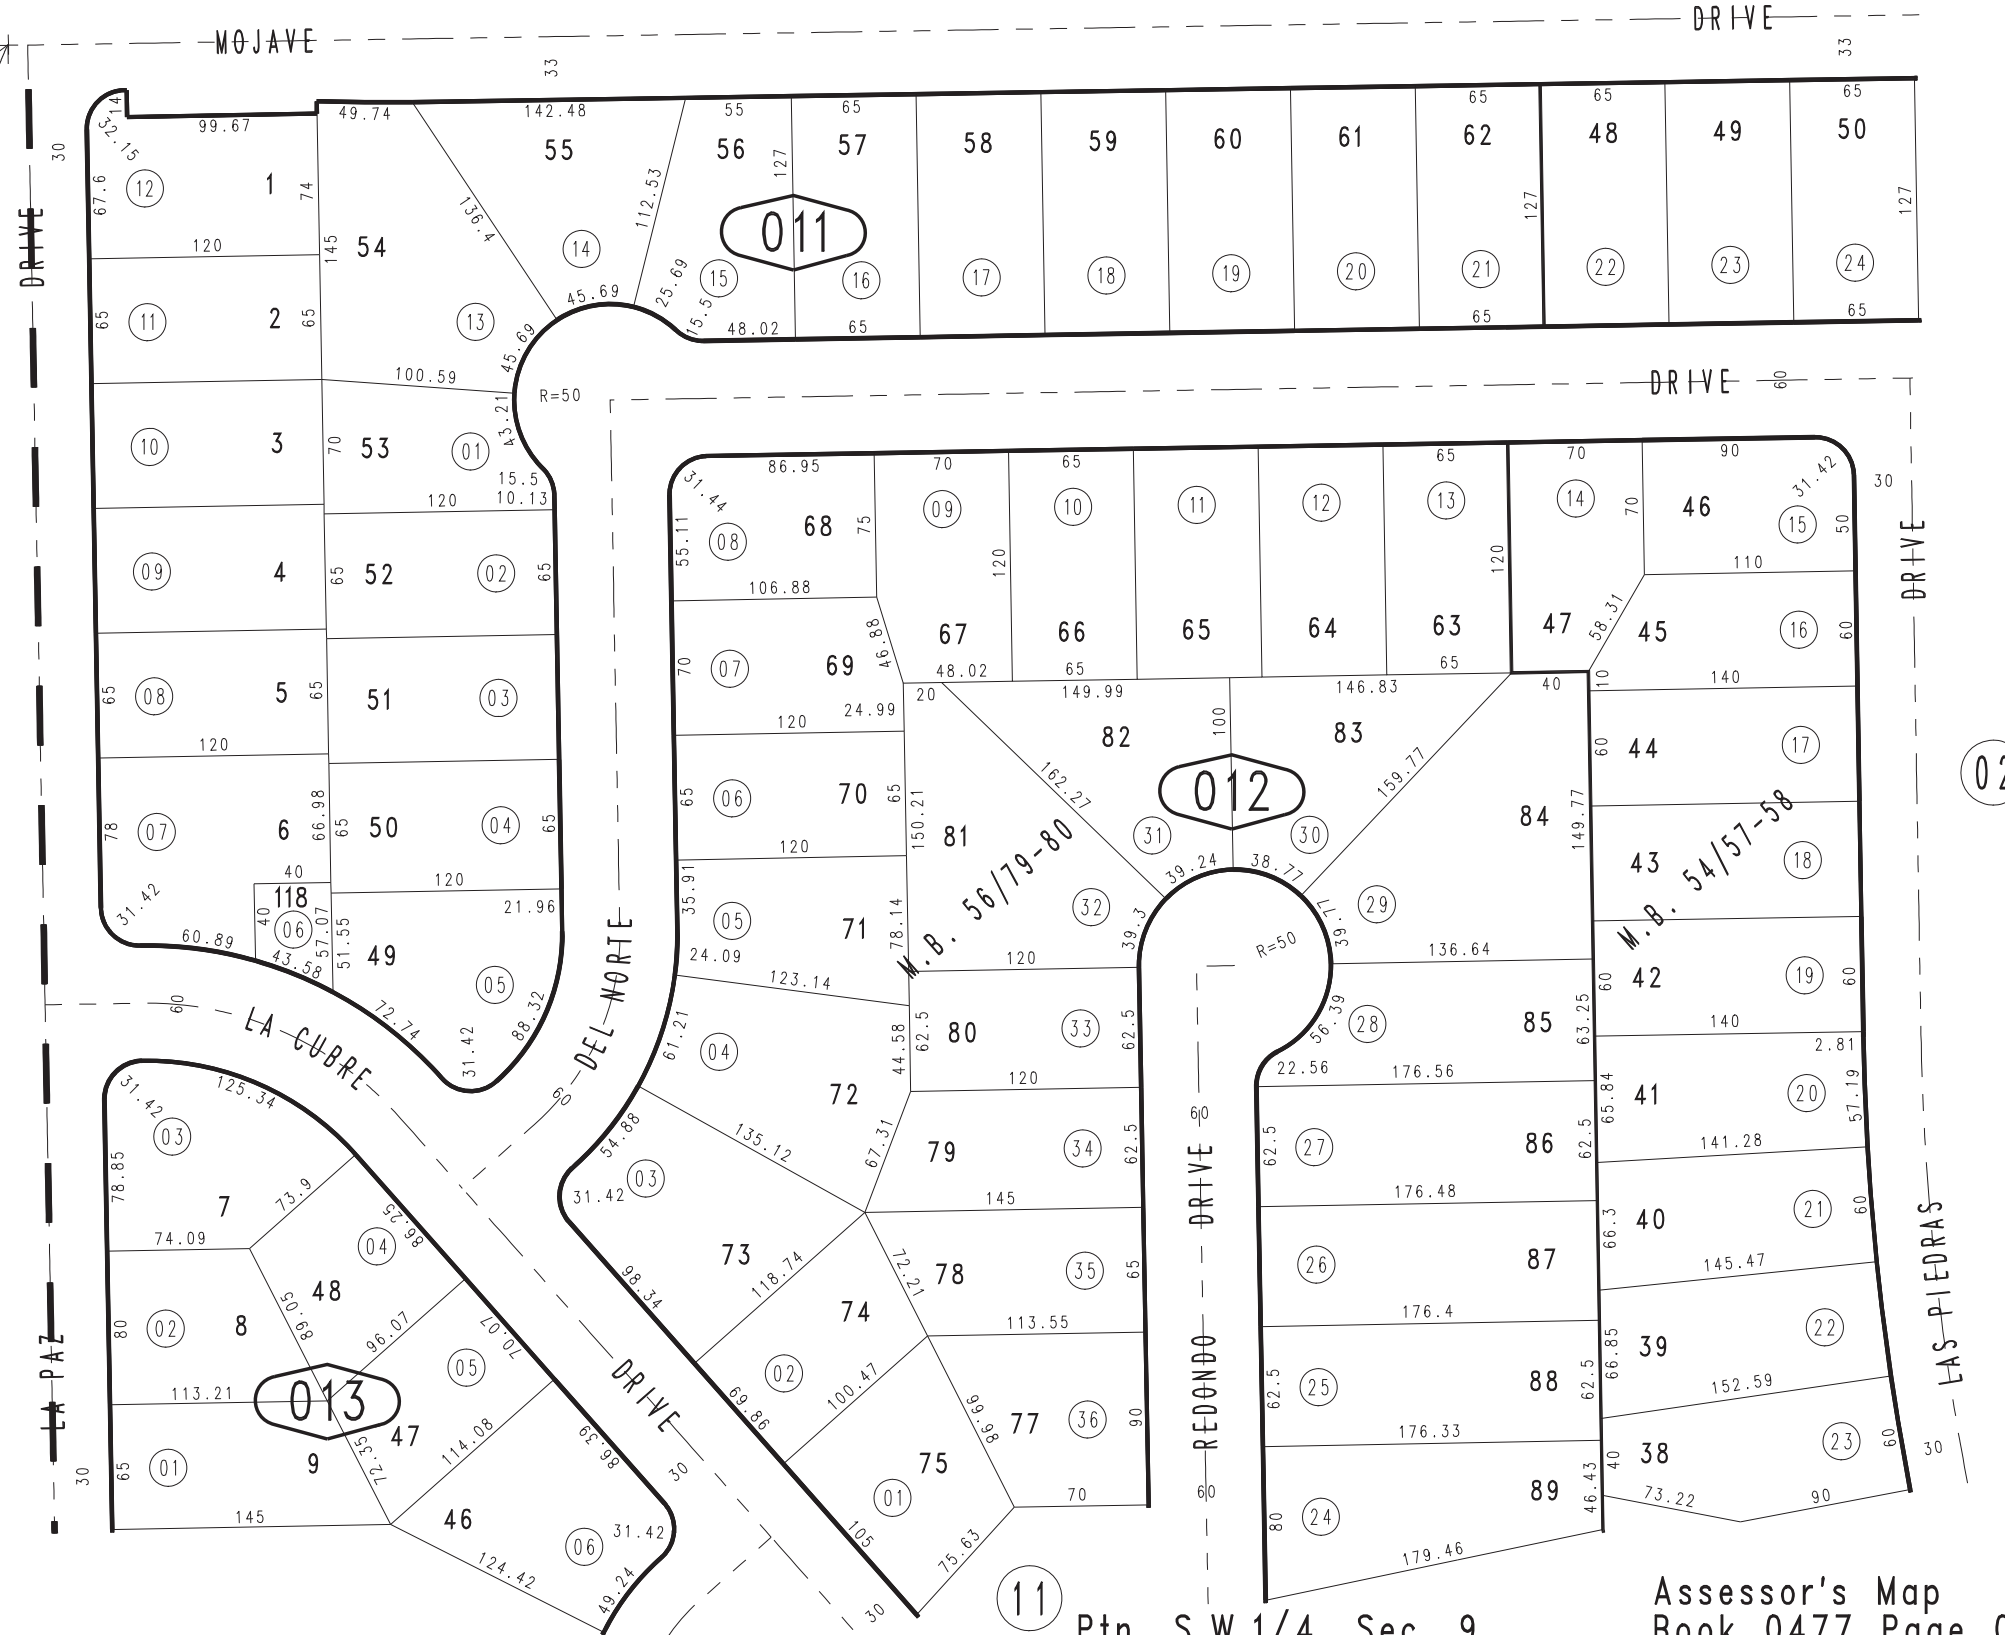 MOJAVE DRIVE
33 33
14 32.15 99.67 49.74 142.48 55 65 65 65 65
30 67.6 12 1 74 54 55 56 127 57 58 59 60 61 62 48 49 50
DRIVE 136.4 112.53 011 127 127
120 145 14 25.69 15 16 17 18 19 20 21 22 23 24
65 11 2 65 13 45.69 45.69 15.5 48.02 65 65 65
100.59 43.21 R=50 DRIVE 60
10 3 70 53 01 86.95 70 65 65 70 90 31.42 30
15.5 120 10.13 31.44 09 10 11 12 13 14 70 46 15 50
55.11 08 68 75 DRIVE
09 4 65 52 02 65 106.88 120 120 110
67 66 65 64 63 47 58.31 45 16 60
70 07 69 46.88 48.02 65 65
65 08 5 65 51 03 20 149.99 146.83 40 10 140
120 24.99 120 82 100 83 60 44 17
02
78 07 6 66.98 65 50 04 65 65 06 70 65 162.27 012 159.77
150.21 81 31 30 84 149.77 43 18
M.B. 56/79-80 M.B. 54/57-58
40 118 120 120 39.24 38.77
31.42 40 06 57.07 51.55 49 21.96 35.91 05 71 78.14 32 39.3 39.77 29
60.89 43.58 05 24.09 123.14 120 R=50 136.64 60 42 19 60
60 LA CUBRE 72.74 31.42 88.32 DEL NORTE 60
61.21 04 44.58 62.5 80 33 62.5 56.39 28 85 63.25 140
31.42 125.34 22.56 176.56 2.81
03 72 120 60 65.84 41 20 57.19
54.88 135.12 67.31 79 34 62.5 62.5 27 86 62.5 141.28
78.85 7 73.9 31.42 03 145 DRIVE 176.48
74.09 04 86.25 73 118.74 72.21 78 35 65 26 87 66.3 40 21 60
80 02 8 89.05 48 96.07 70.07 98.34 74 113.55 176.4 145.47
LA PAZ 05 DRIVE 02 REDONDO LAS PIEDRAS
113.21 013 69.86 100.47 62.5 25 88 62.5 66.85 39 22
65 01 9 72.35 47 114.08 86.39 99.98 77 36 90 176.33 152.59
30 30 75 40 38 23 60 30
145 46 06 31.42 01 70 60 80 24 89 46.43 73.22 90
124.42 49.24 105 75.63 179.46
30 11
Assessor's Map
Ptn. S.W.1/4, Sec. 9
Book 0477 Page